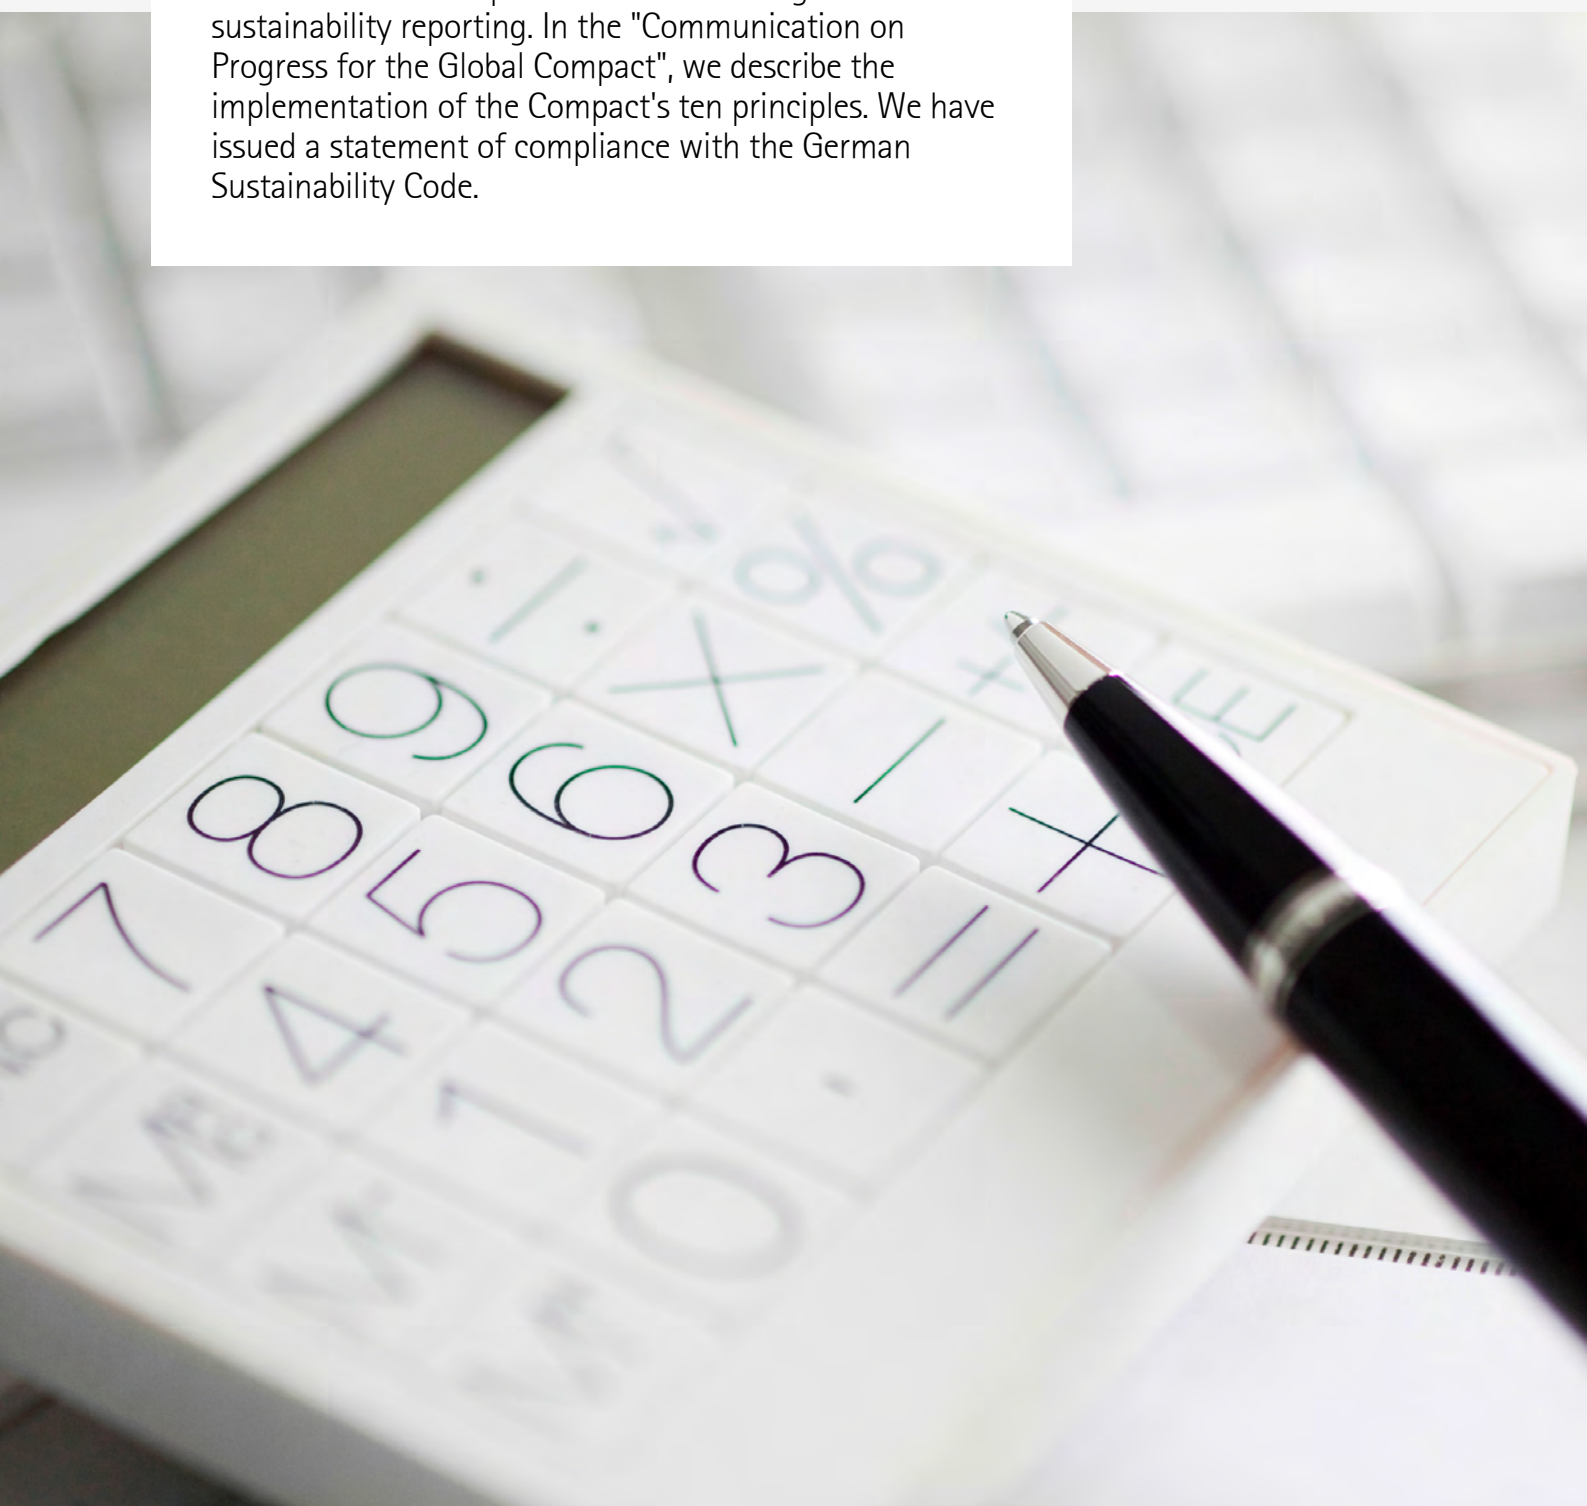 sustainability reporting. In the "Communication on
Progress for the Global Compact", we describe the
implementation of the Compact's ten principles. We have
issued a statement of compliance with the German
Sustainability Code.
√ %
÷ × +
9 6 − E
8 5 3 +
7 4 2 =
1 .
0